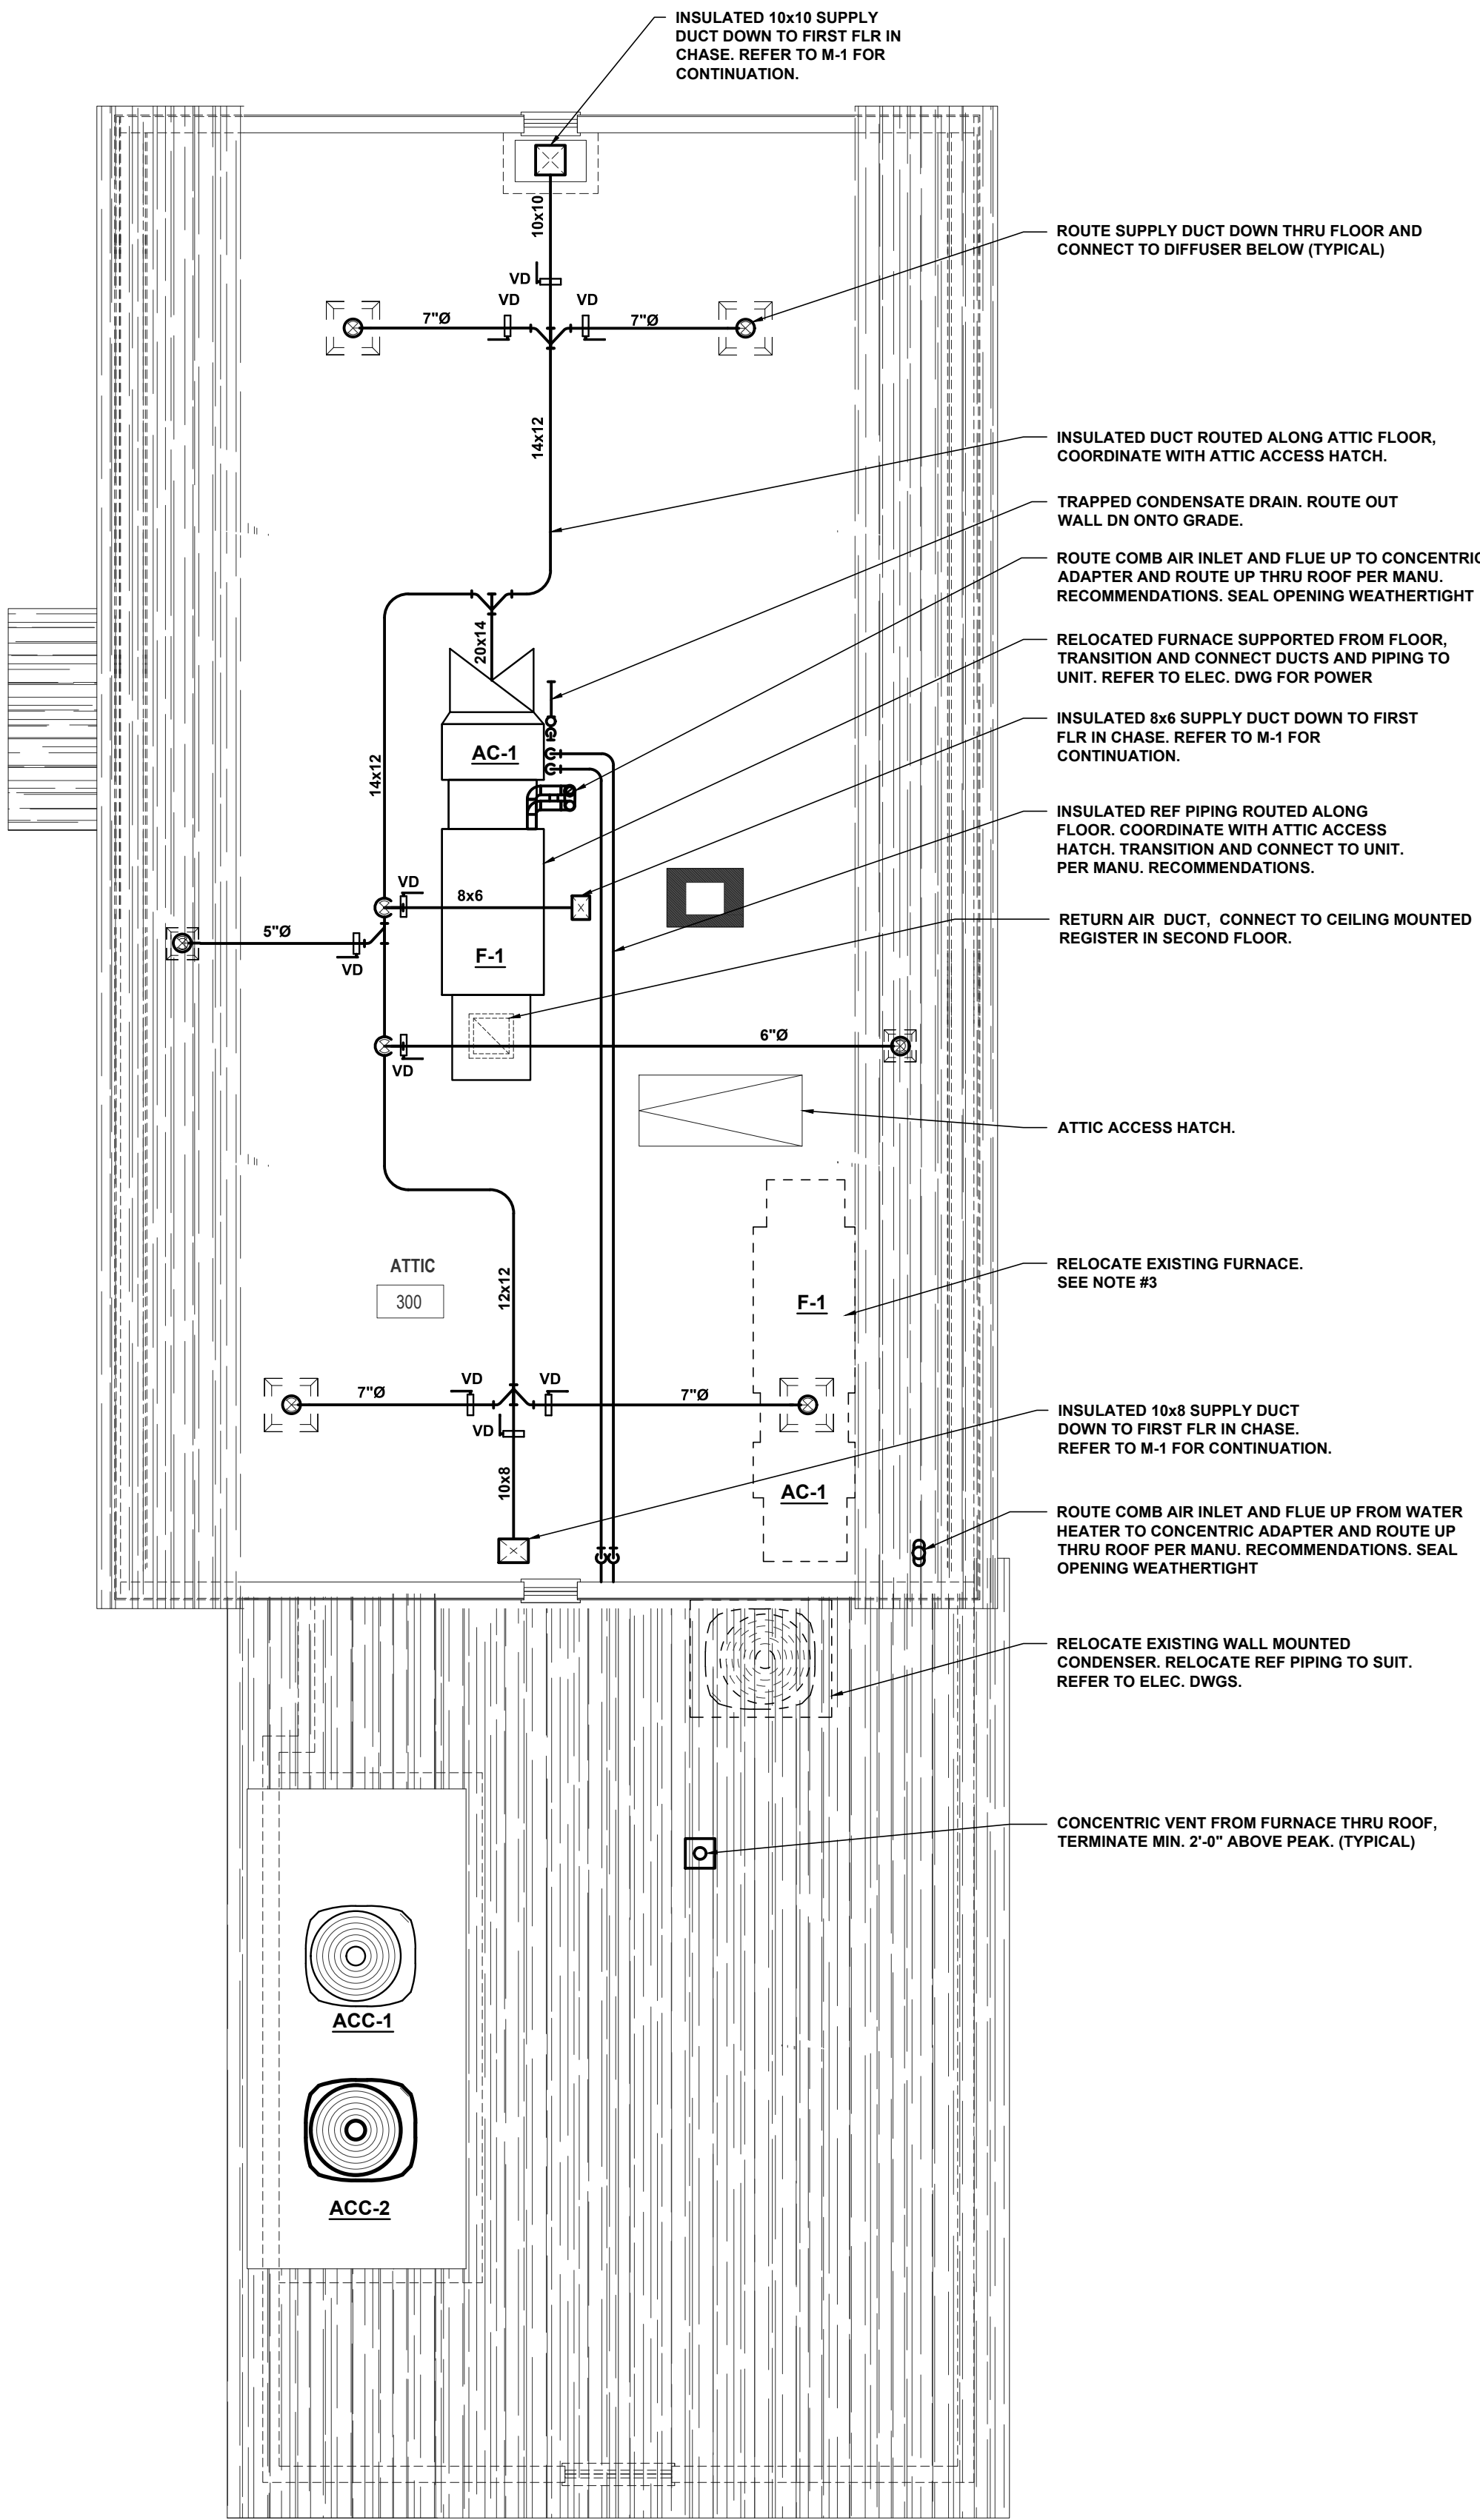 INSULATED 10x10 SUPPLY
DUCT DOWN TO FIRST FLR IN
CHASE. REFER TO M-1 FOR
CONTINUATION.
10x10
VD
VD
VD
7"Ø
7"Ø
ROUTE SUPPLY DUCT DOWN THRU FLOOR AND
CONNECT TO DIFFUSER BELOW (TYPICAL)
14x12
INSULATED DUCT ROUTED ALONG ATTIC FLOOR,
COORDINATE WITH ATTIC ACCESS HATCH.
TRAPPED CONDENSATE DRAIN. ROUTE OUT
WALL DN ONTO GRADE.
ROUTE COMB AIR INLET AND FLUE UP TO CONCENTRIC
ADAPTER AND ROUTE UP THRU ROOF PER MANU.
RECOMMENDATIONS. SEAL OPENING WEATHERTIGHT
20x14
RELOCATED FURNACE SUPPORTED FROM FLOOR,
TRANSITION AND CONNECT DUCTS AND PIPING TO
UNIT. REFER TO ELEC. DWG FOR POWER
14x12
AC-1
INSULATED 8x6 SUPPLY DUCT DOWN TO FIRST
FLR IN CHASE. REFER TO M-1 FOR
CONTINUATION.
INSULATED REF PIPING ROUTED ALONG
FLOOR. COORDINATE WITH ATTIC ACCESS
HATCH. TRANSITION AND CONNECT TO UNIT.
PER MANU. RECOMMENDATIONS.
VD
8x6
5"Ø
VD
F-1
RETURN AIR DUCT, CONNECT TO CEILING MOUNTED
REGISTER IN SECOND FLOOR.
VD
6"Ø
ATTIC ACCESS HATCH.
ATTIC
300
12x12
F-1
RELOCATE EXISTING FURNACE.
SEE NOTE #3
7"Ø
VD
VD
7"Ø
VD
10x8
AC-1
INSULATED 10x8 SUPPLY DUCT
DOWN TO FIRST FLR IN CHASE.
REFER TO M-1 FOR CONTINUATION.
ROUTE COMB AIR INLET AND FLUE UP FROM WATER
HEATER TO CONCENTRIC ADAPTER AND ROUTE UP
THRU ROOF PER MANU. RECOMMENDATIONS. SEAL
OPENING WEATHERTIGHT
RELOCATE EXISTING WALL MOUNTED
CONDENSER. RELOCATE REF PIPING TO SUIT.
REFER TO ELEC. DWGS.
CONCENTRIC VENT FROM FURNACE THRU ROOF,
TERMINATE MIN. 2'-0" ABOVE PEAK. (TYPICAL)
ACC-1
ACC-2